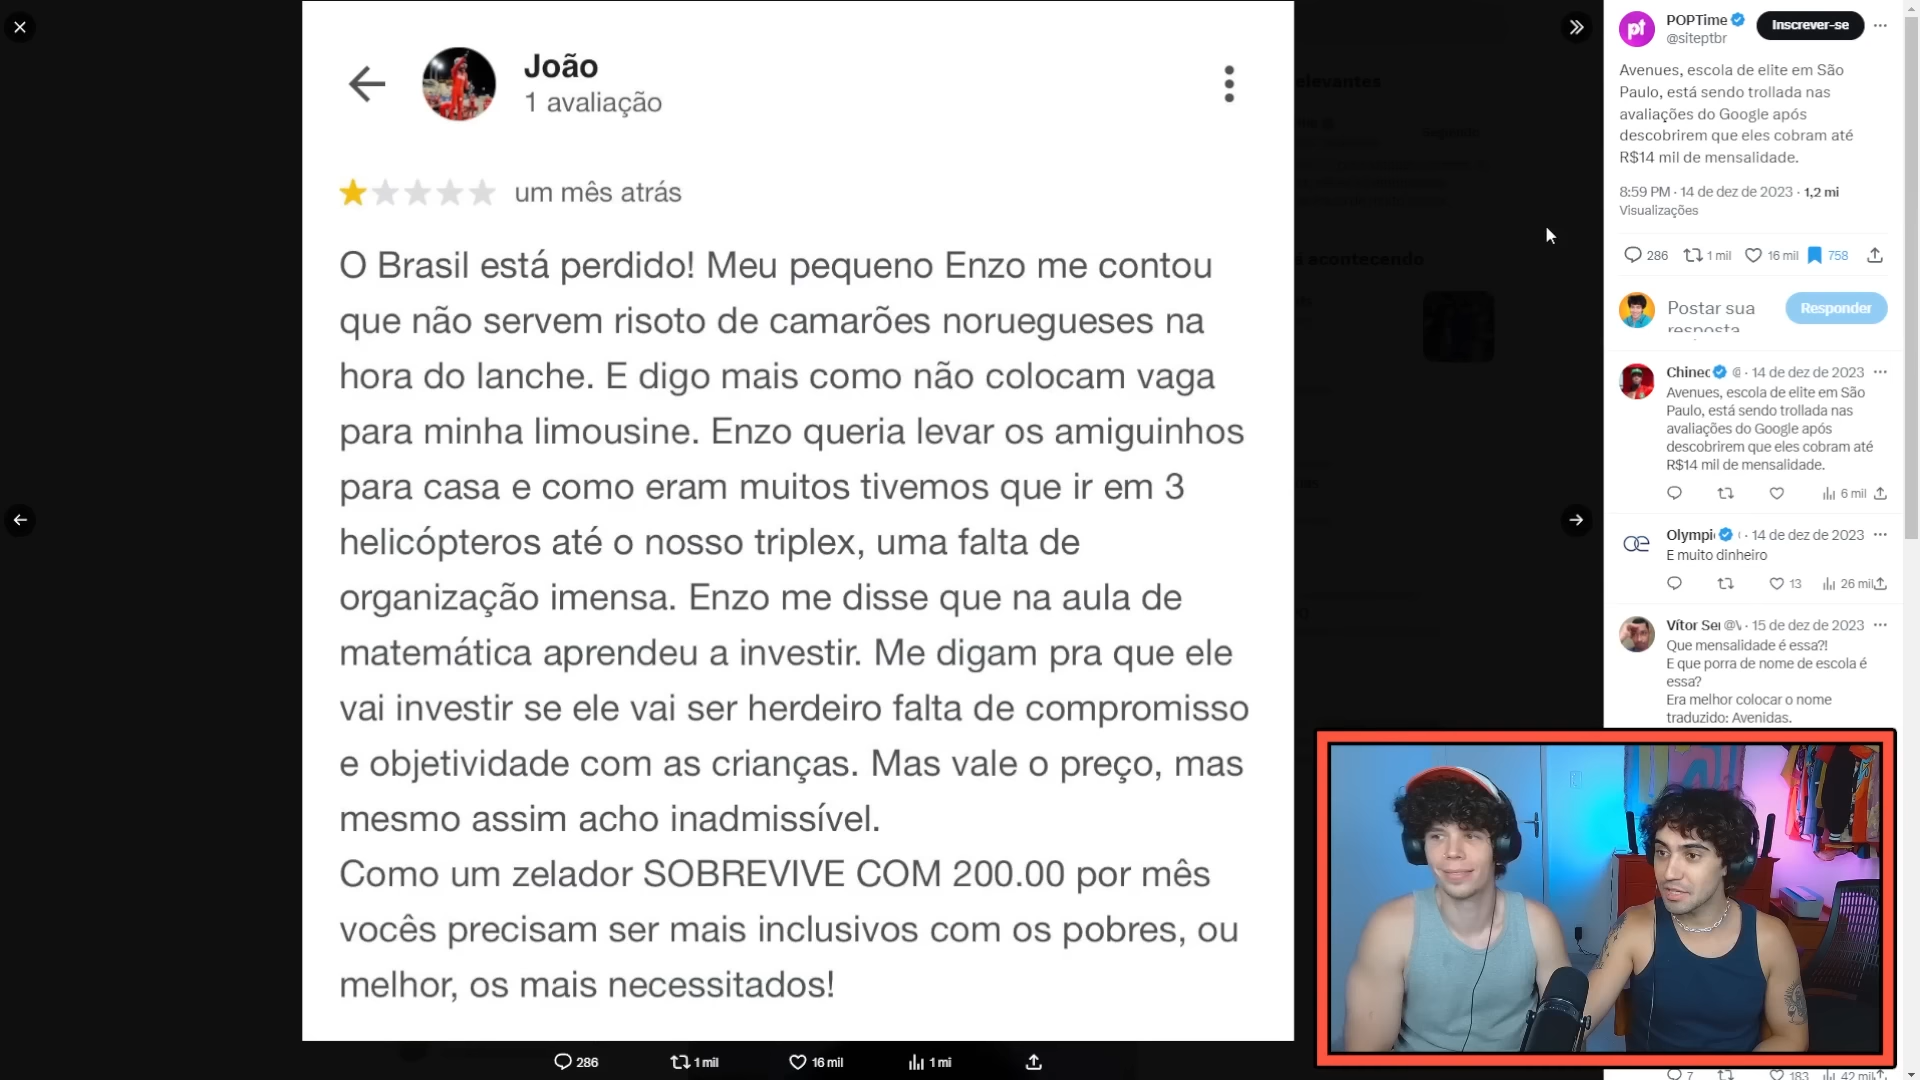 João
1 avaliação
um mês atrás
O Brasil está perdido! Meu pequeno Enzo me contou
que não servem risoto de camarões noruegueses na
hora do lanche. E digo mais como não colocam vaga
para minha limousine. Enzo queria levar os amiguinhos
para casa e como eram muitos tivemos que ir em 3
helicópteros até o nosso triplex, uma falta de
organização imensa. Enzo me disse que na aula de
matemática aprendeu a investir. Me digam pra que ele
vai investir se ele vai ser herdeiro falta de compromisso
e objetividade com as crianças. Mas vale o preço, mas
mesmo assim acho inadmissível.
Como um zelador SOBREVIVE COM 200.00 por mês
vocês precisam ser mais inclusivos com os pobres, ou
melhor, os mais necessitados!
286 1 mil 16 mil 1 mi
elevantes
acontecendo
pt
POPTime
@siteptbr
Inscrever-se
Avenues, escola de elite em São
Paulo, está sendo trollada nas
avaliações do Google após
descobrirem que eles cobram até
R$14 mil de mensalidade.
8:59 PM · 14 de dez de 2023 · 1,2 mi
Visualizações
286 1 mil 16 mil 758
Postar sua
resposta
Responder
Chinec @ · 14 de dez de 2023
Avenues, escola de elite em São
Paulo, está sendo trollada nas
avaliações do Google após
descobrirem que eles cobram até
R$14 mil de mensalidade.
6 mil
Olympi · 14 de dez de 2023
E muito dinheiro
13 26 mil
Vítor Se @V · 15 de dez de 2023
Que mensalidade é essa?!
E que porra de nome de escola é
essa?
Era melhor colocar o nome
traduzido: Avenidas.
7 183 42 mil